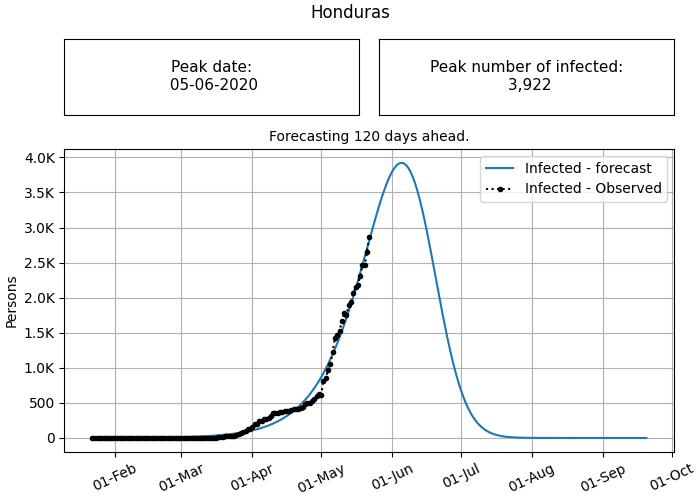 Honduras
Peak date:
05-06-2020
Peak number of infected:
3,922
Forecasting 120 days ahead.
Infected - forecast
Infected - Observed
4.0K
3.5K
3.0K
2.5K
2.0K
1.5K
1.0K
500
0
Persons
01-Feb
01-Mar
01-Apr
01-May
01-Jun
01-Jul
01-Aug
01-Sep
01-Oct